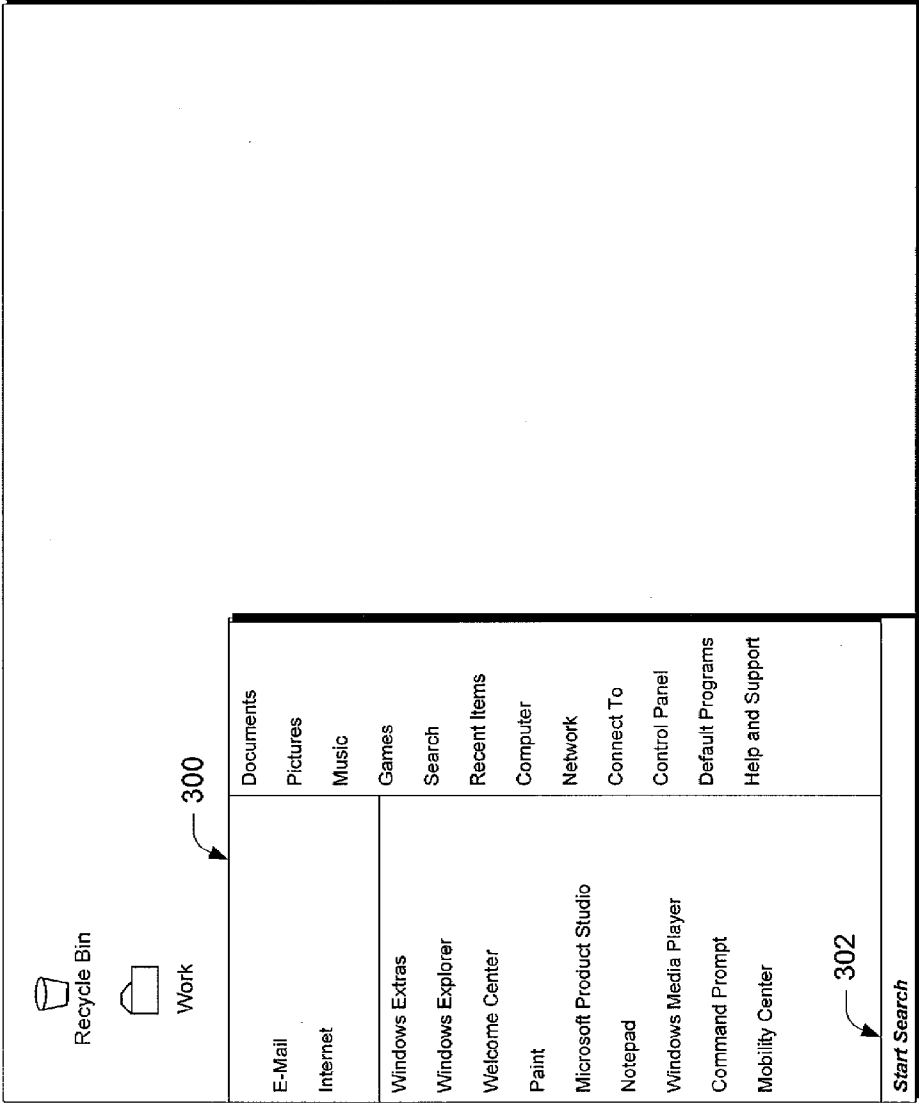 Recycle Bin
Work
300
E-Mail
Internet
Windows Extras
Windows Explorer
Welcome Center
Paint
Microsoft Product Studio
Notepad
Windows Media Player
Command Prompt
Mobility Center
Documents
Pictures
Music
Games
Search
Recent Items
Computer
Network
Connect To
Control Panel
Default Programs
Help and Support
302
Start Search